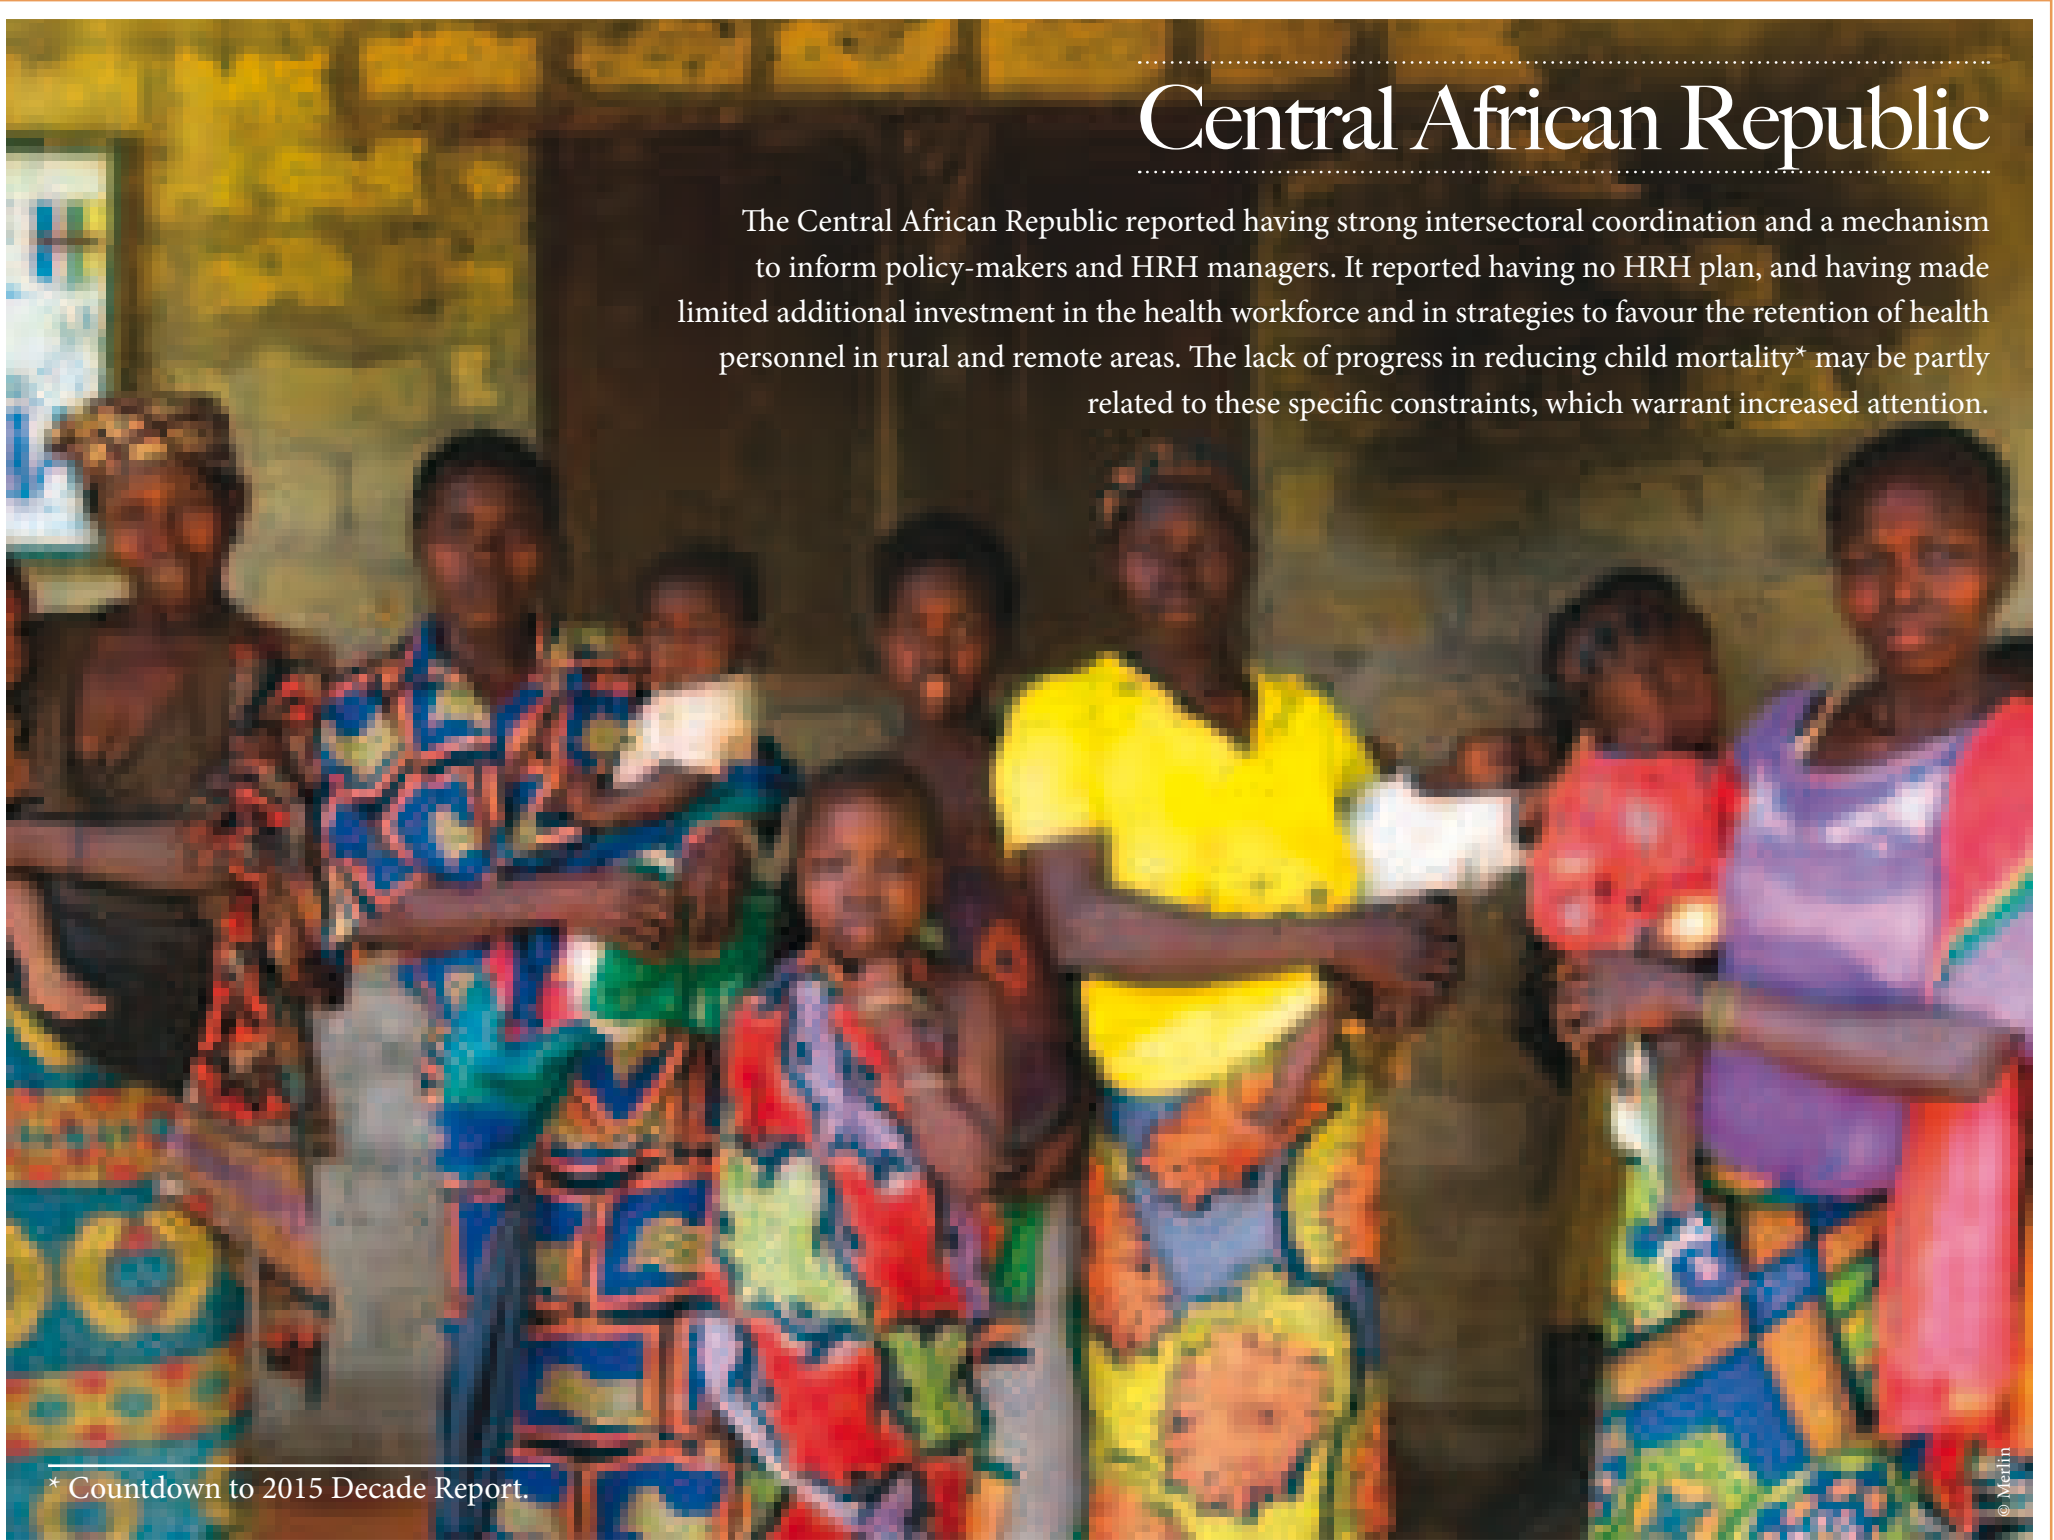 Central African Republic
The Central African Republic reported having strong intersectoral coordination and a mechanism
to inform policy-makers and HRH managers. It reported having no HRH plan, and having made
limited additional investment in the health workforce and in strategies to favour the retention of health
personnel in rural and remote areas. The lack of progress in reducing child mortality* may be partly
related to these specific constraints, which warrant increased attention.
* Countdown to 2015 Decade Report.
© Merlin